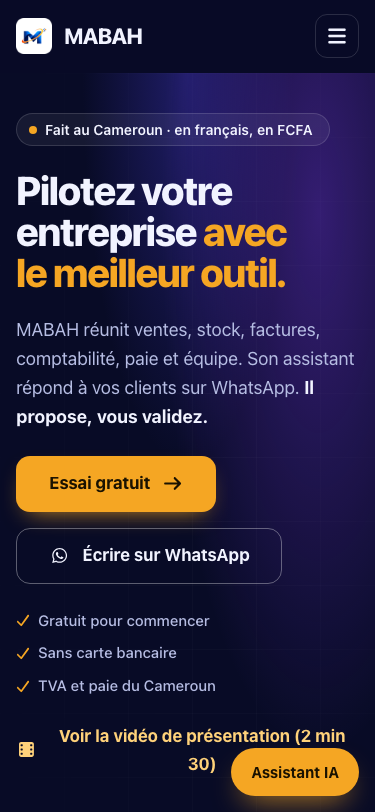 MABAH
Fait au Cameroun · en français, en FCFA
Pilotez votre
entreprise avec
le meilleur outil.
MABAH réunit ventes, stock, factures,
comptabilité, paie et équipe. Son assistant
répond à vos clients sur WhatsApp. Il
propose, vous validez.
Essai gratuit
Écrire sur WhatsApp
Gratuit pour commencer
Sans carte bancaire
TVA et paie du Cameroun
Voir la vidéo de présentation (2 min
30)
Assistant IA